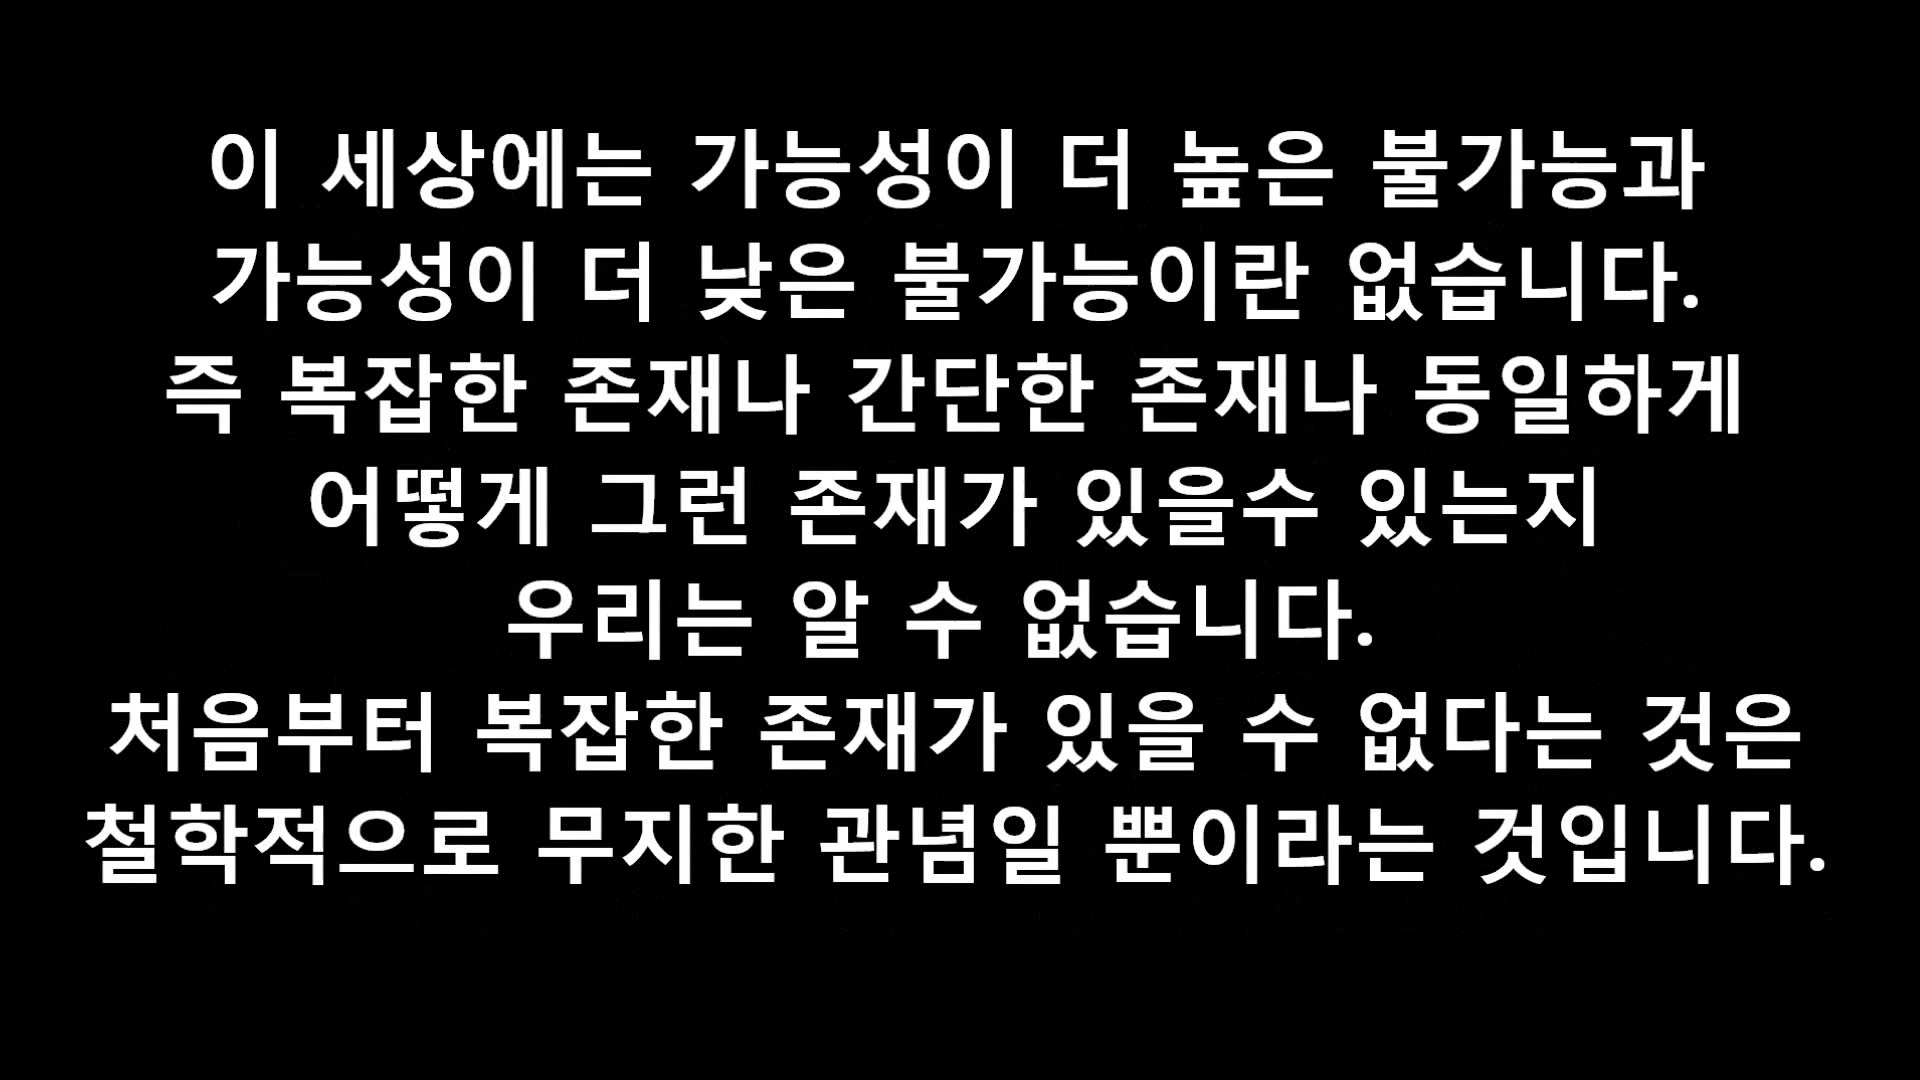 이 세상에는 가능성이 더 높은 불가능과
가능성이 더 낮은 불가능이란 없습니다.
즉 복잡한 존재나 간단한 존재나 동일하게
어떻게 그런 존재가 있을수 있는지
우리는 알 수 없습니다.
처음부터 복잡한 존재가 있을 수 없다는 것은
철학적으로 무지한 관념일 뿐이라는 것입니다.